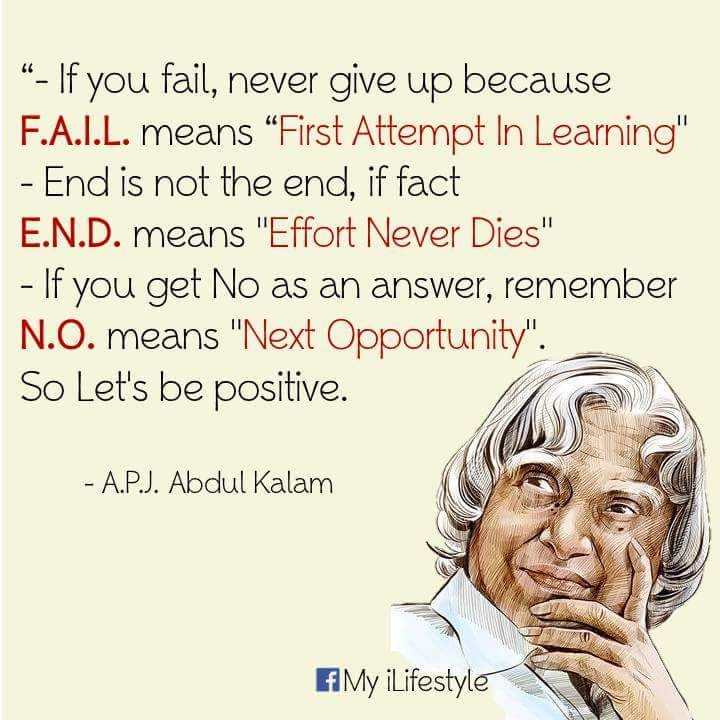 “- If you fail, never give up because
F.A.I.L. means “First Attempt In Learning"
- End is not the end, if fact
E.N.D. means "Effort Never Dies"
- If you get No as an answer, remember
N.O. means "Next Opportunity".
So Let's be positive.
- A.P.J. Abdul Kalam
f My iLifestyle